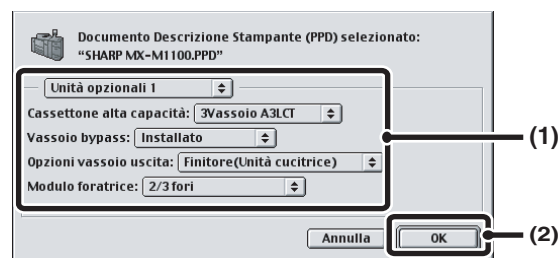 Documento Descrizione Stampante (PPD) selezionato:
“SHARP MX-M1100.PPD”
Unità opzionali 1
Cassettone alta capacità: 3Vassoio A3LCT
Vassoio bypass: Installato
(1)
Opzioni vassoio uscita: Finitore(Unità cucitrice)
Modulo foratrice: 2/3 fori
Annulla OK
(2)